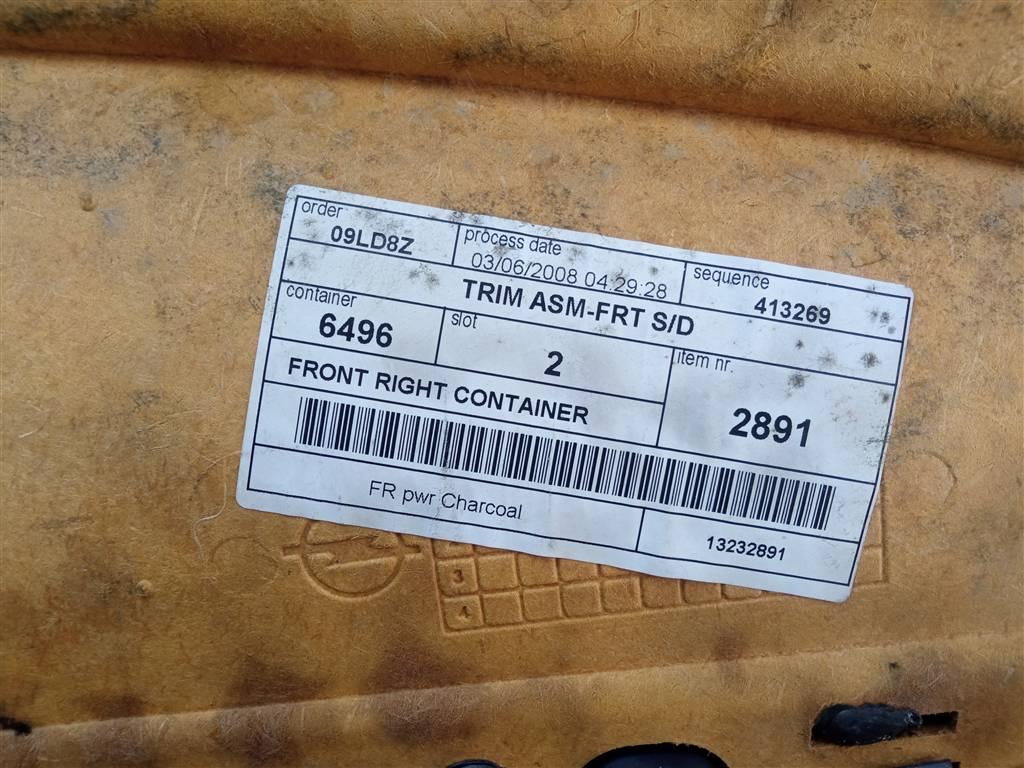 order
09LD8Z
process date
03/06/2008 04:29:28
sequence
413269
TRIM ASM-FRT S/D
container
6496
slot
2
item nr.
2891
FRONT RIGHT CONTAINER
FR pwr Charcoal
13232891
3
4